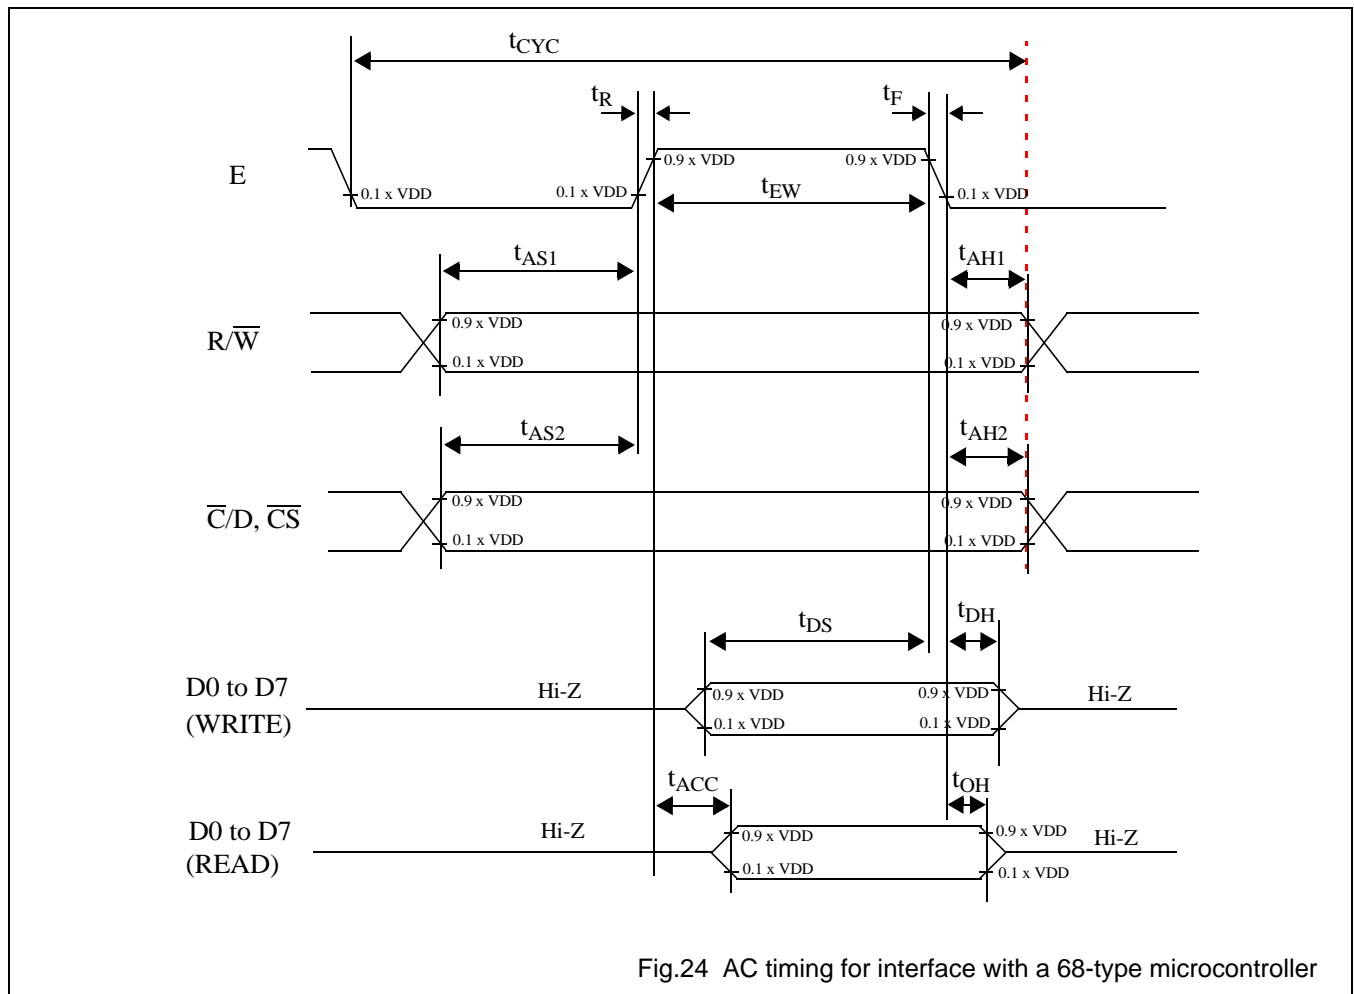 tCYC
tR
tF
E
0.9 x VDD
0.9 x VDD
0.1 x VDD
0.1 x VDD
tEW
0.1 x VDD
tAS1
tAH1
R/W̅
0.9 x VDD
0.9 x VDD
0.1 x VDD
0.1 x VDD
tAS2
tAH2
C̅/D, C̅S̅
0.9 x VDD
0.9 x VDD
0.1 x VDD
0.1 x VDD
tDS
tDH
D0 to D7
(WRITE)
Hi-Z
0.9 x VDD
0.9 x VDD
Hi-Z
0.1 x VDD
0.1 x VDD
tACC
tOH
D0 to D7
(READ)
Hi-Z
0.9 x VDD
0.9 x VDD
Hi-Z
0.1 x VDD
0.1 x VDD
Fig.24 AC timing for interface with a 68-type microcontroller